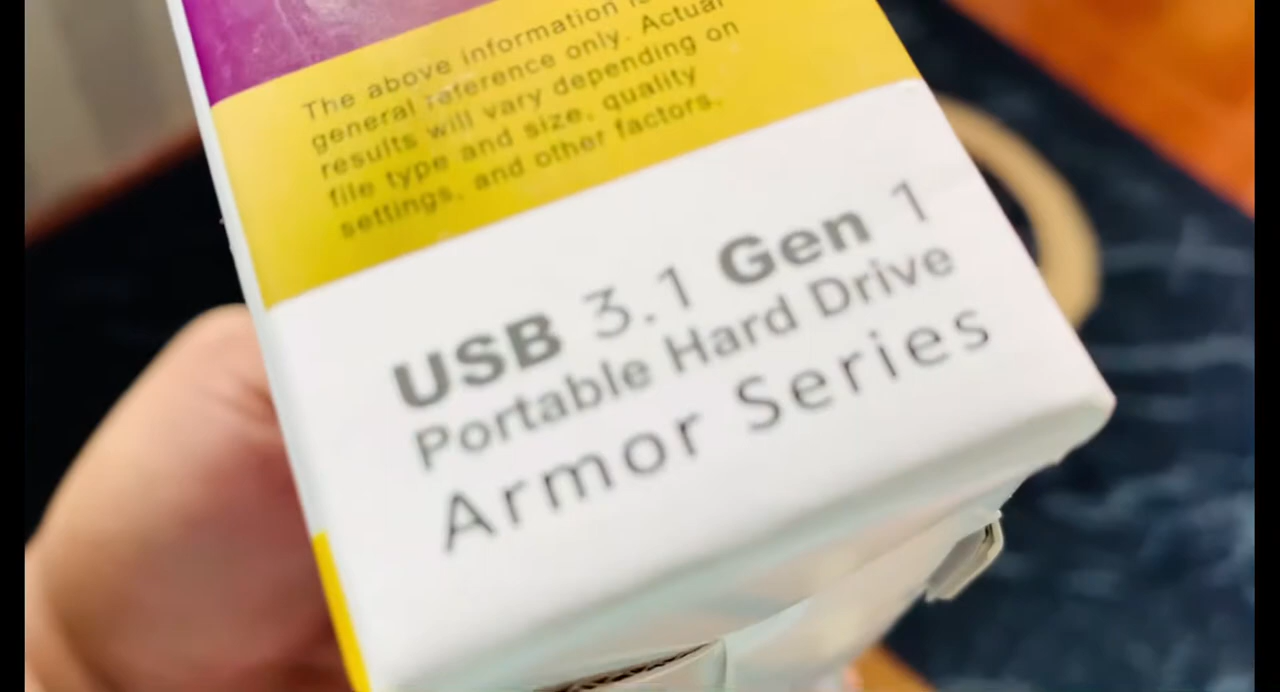 The above information is
general reference only. Actual
results will vary depending on
file type and size, quality
settings, and other factors.
USB 3.1 Gen 1
Portable Hard Drive
Armor Series